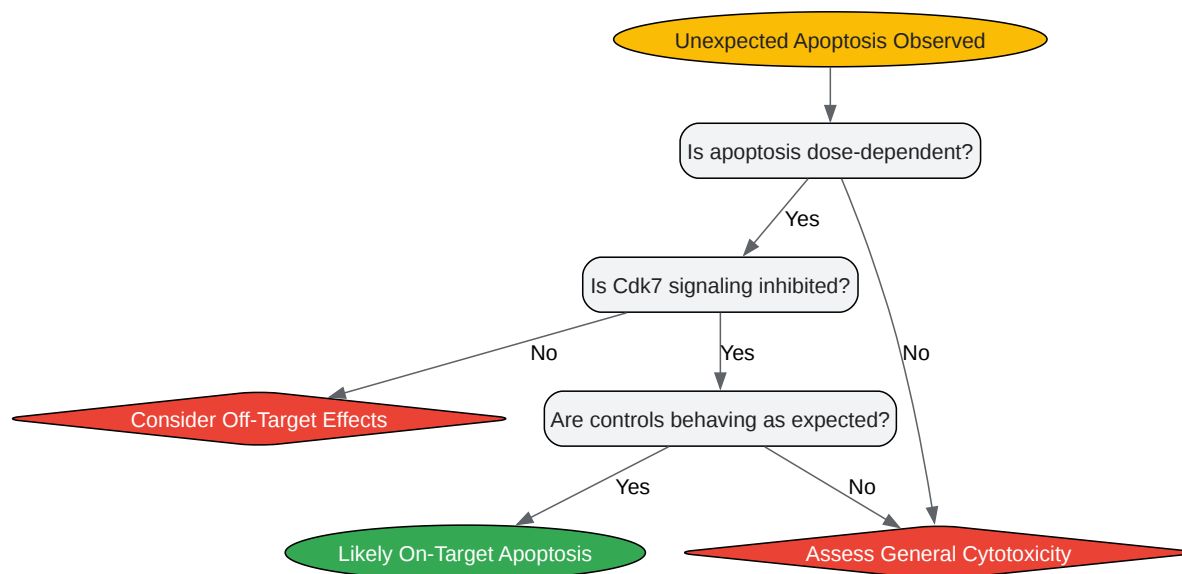 Unexpected Apoptosis Observed
Is apoptosis dose-dependent?
Yes
Is Cdk7 signaling inhibited?
No
Yes
No
Consider Off-Target Effects
Are controls behaving as expected?
Yes
No
Likely On-Target Apoptosis
Assess General Cytotoxicity